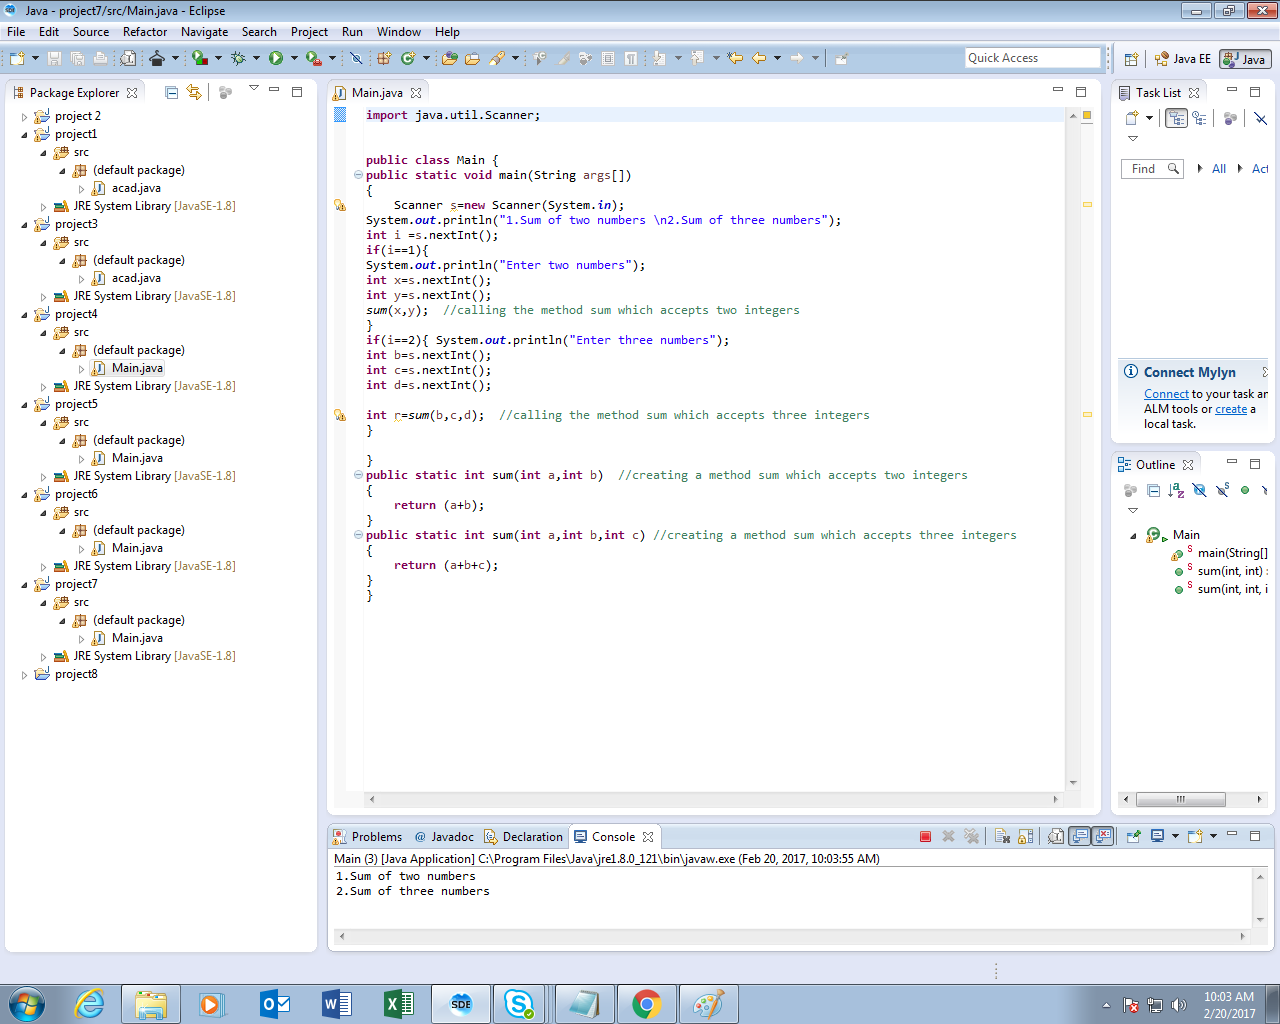 Java - project7/src/Main.java - Eclipse
File Edit Source Refactor Navigate Search Project Run Window Help
Quick Access
Java EE
Java
Package Explorer
project 2
project1
src
(default package)
acad.java
JRE System Library [JavaSE-1.8]
project3
src
(default package)
acad.java
JRE System Library [JavaSE-1.8]
project4
src
(default package)
Main.java
JRE System Library [JavaSE-1.8]
project5
src
(default package)
Main.java
JRE System Library [JavaSE-1.8]
project6
src
(default package)
Main.java
JRE System Library [JavaSE-1.8]
project7
src
(default package)
Main.java
JRE System Library [JavaSE-1.8]
project8
Main.java
import java.util.Scanner;
public class Main {
public static void main(String args[])
{
Scanner s=new Scanner(System.in);
System.out.println("1.Sum of two numbers \n2.Sum of three numbers");
int i =s.nextInt();
if(i==1){
System.out.println("Enter two numbers");
int x=s.nextInt();
int y=s.nextInt();
sum(x,y);  //calling the method sum which accepts two integers
}
if(i==2){ System.out.println("Enter three numbers");
int b=s.nextInt();
int c=s.nextInt();
int d=s.nextInt();
int r=sum(b,c,d);  //calling the method sum which accepts three integers
}
}
public static int sum(int a,int b)  //creating a method sum which accepts two integers
{
return (a+b);
}
public static int sum(int a,int b,int c) //creating a method sum which accepts three integers
{
return (a+b+c);
}
}
Task List
Find
All
Act
Connect Mylyn
Connect to your task an
ALM tools or create a
local task.
Outline
Main
main(String[]
sum(int, int) :
sum(int, int, i
Problems @ Javadoc Declaration Console
Main (3) [Java Application] C:\Program Files\Java\jre1.8.0_121\bin\javaw.exe (Feb 20, 2017, 10:03:55 AM)
1.Sum of two numbers
2.Sum of three numbers
SDE
10:03 AM
2/20/2017